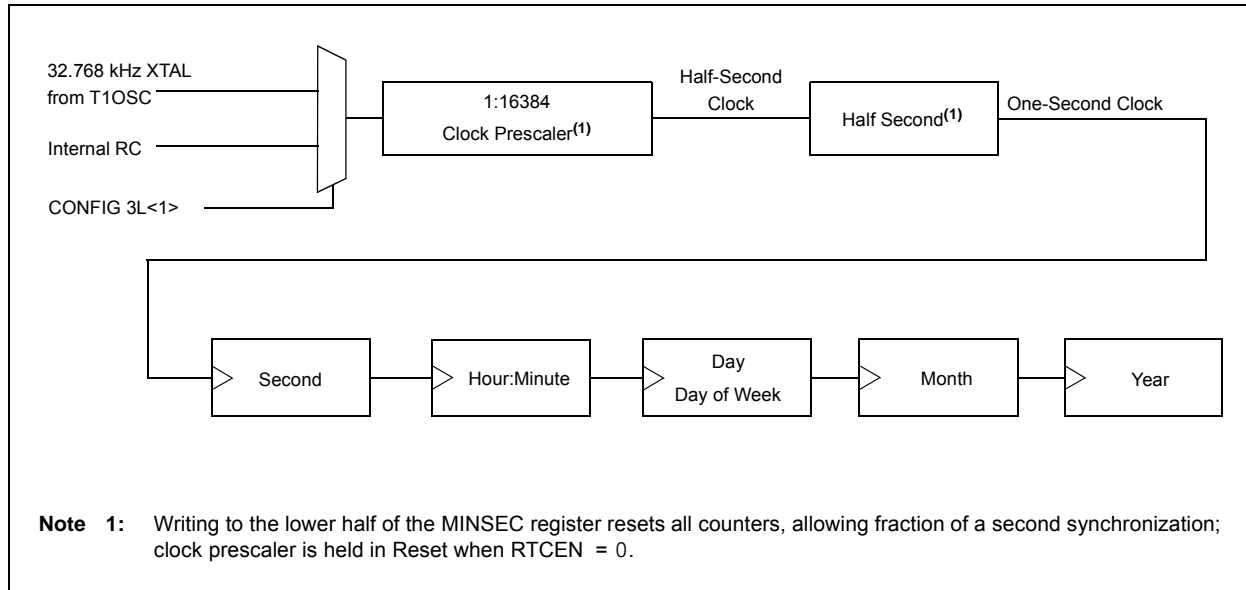 32.768 kHz XTAL
from T1OSC
Internal RC
CONFIG 3L<1>
1:16384
Clock Prescaler(1)
Half-Second
Clock
Half Second(1)
One-Second Clock
Second
Hour:Minute
Day
Day of Week
Month
Year
Note 1: Writing to the lower half of the MINSEC register resets all counters, allowing fraction of a second synchronization;
clock prescaler is held in Reset when RTCEN = 0.